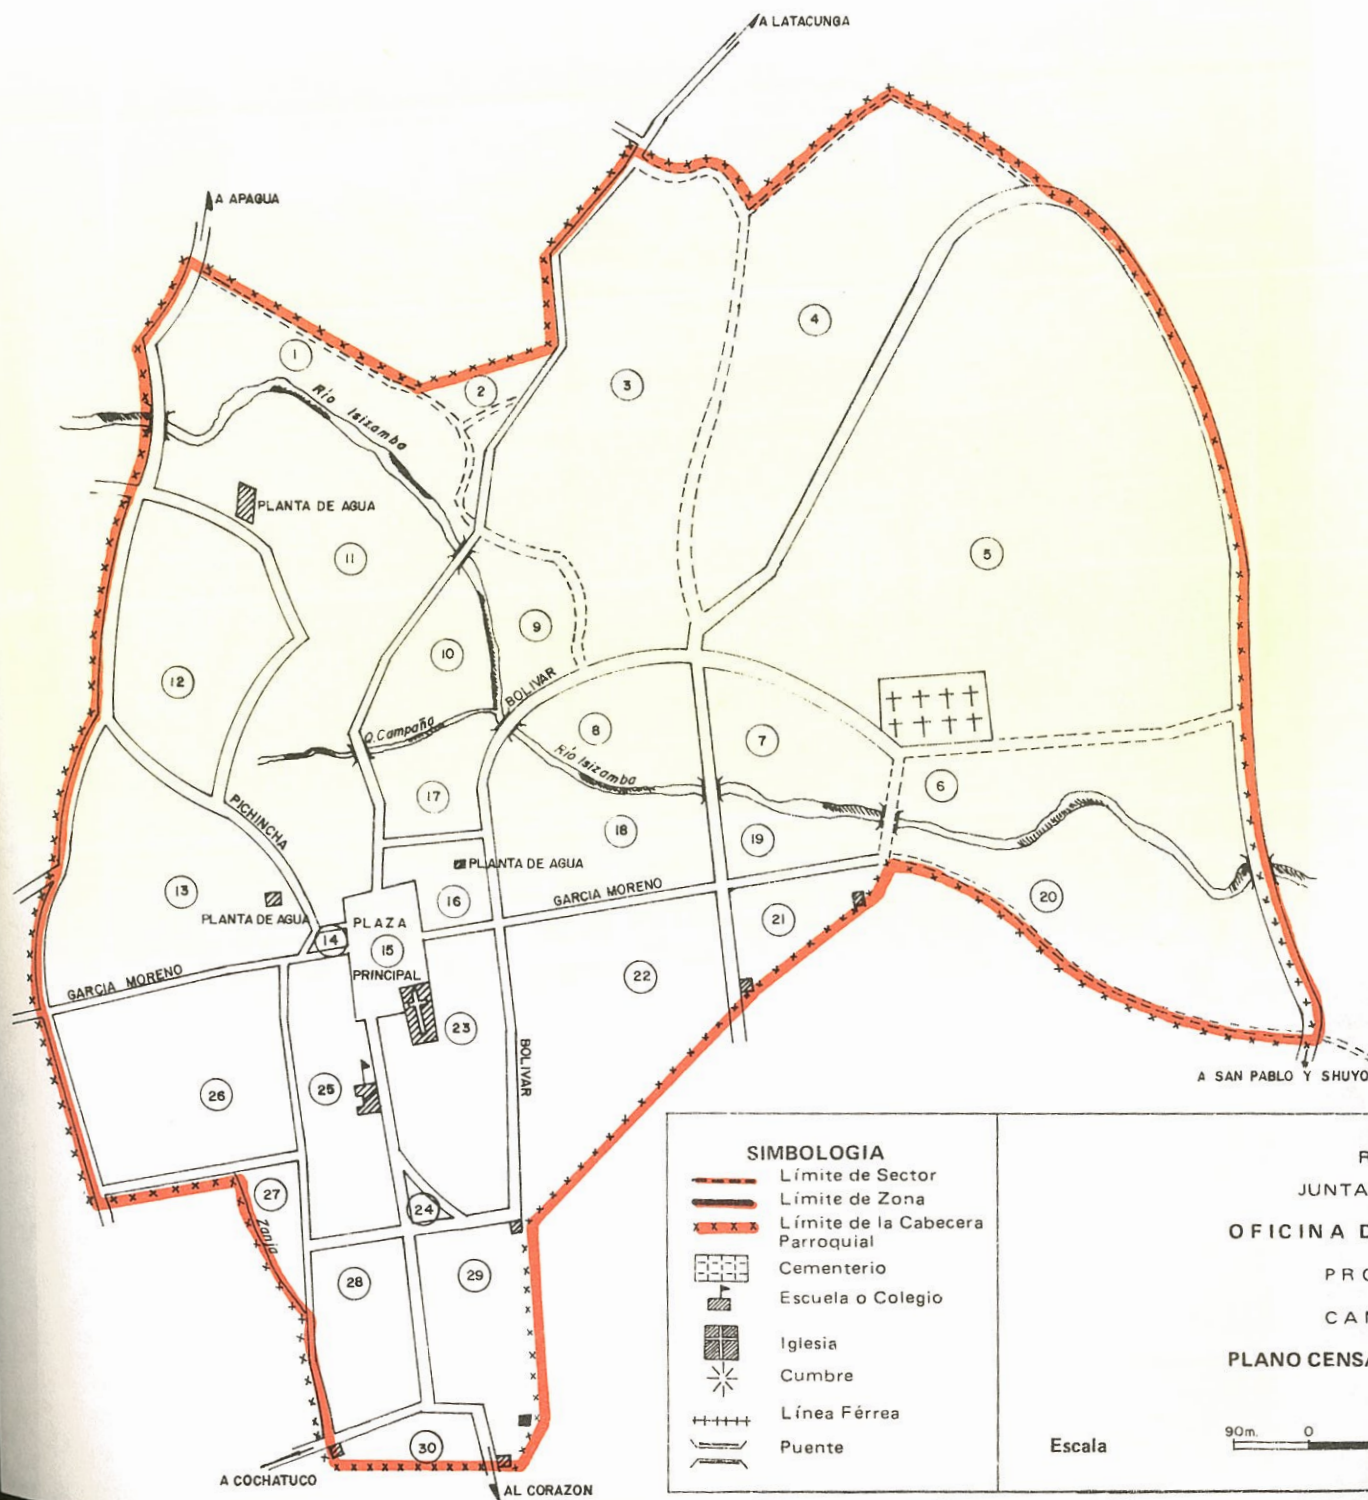 A LATACUNGA
A APAGUA
1
2
3
4
Río Isizamba
PLANTA DE AGUA
11
5
9
10
12
BOLIVAR
Q. Campaña
8
7
Río Isizamba
6
17
PICHINCHA
18
19
PLANTA DE AGUA
13
16
GARCIA MORENO
20
PLANTA DE AGUA
PLAZA
21
14
15
PRINCIPAL
22
GARCIA MORENO
23
BOLIVAR
25
26
A SAN PABLO Y SHUYO
27
24
Zanja
28
29
30
A COCHATUCO
AL CORAZON
SIMBOLOGIA
Límite de Sector
Límite de Zona
Límite de la Cabecera
Parroquial
Cementerio
Escuela o Colegio
Iglesia
Cumbre
Línea Férrea
Puente
R
JUNTA
OFICINA D
PRO
CAN
PLANO CENSA
Escala
90m. 0